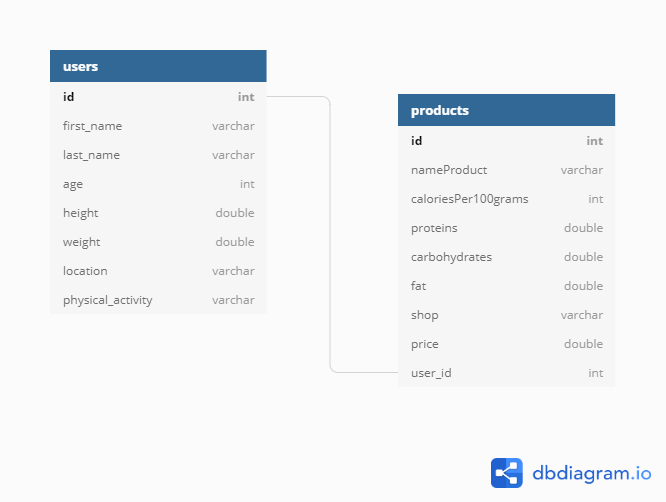 users
id int
first_name varchar
last_name varchar
age int
height double
weight double
location varchar
physical_activity varchar
products
id int
nameProduct varchar
caloriesPer100grams int
proteins double
carbohydrates double
fat double
shop varchar
price double
user_id int
dbdiagram.io